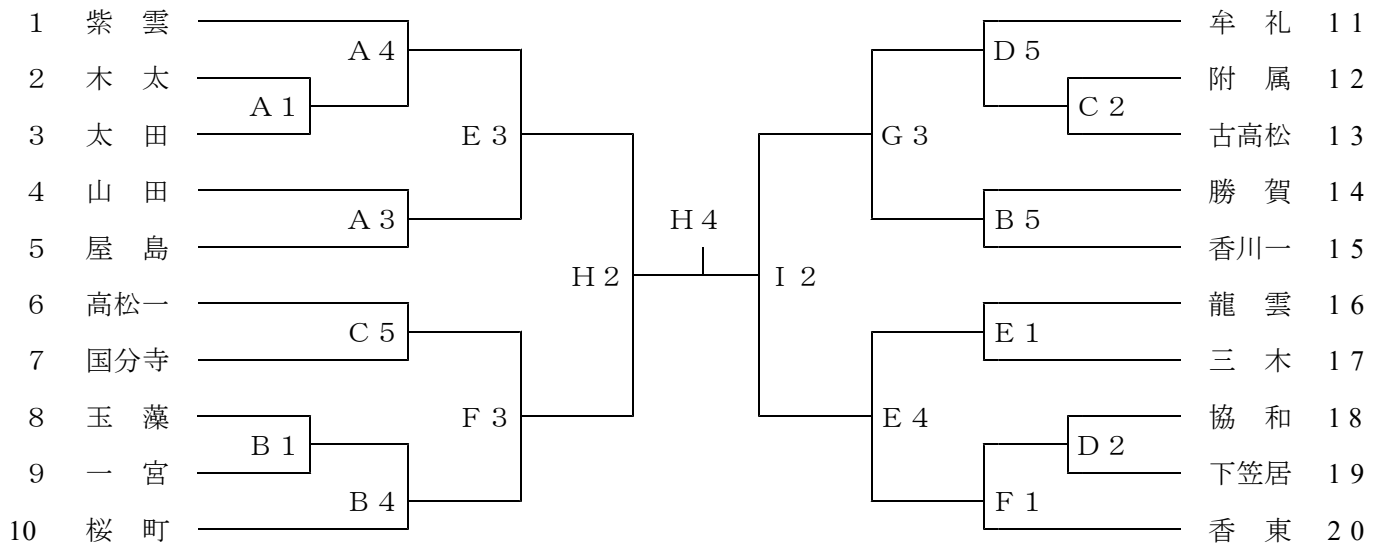 1 紫 雲
A 4
2 木 太
A 1
3 太 田
E 3
4 山 田
A 3
5 屋 島
H 2
6 高松一
C 5
7 国分寺
F 3
8 玉 藻
B 1
9 一 宮
B 4
10 桜 町
H 4
牟 礼 11
D 5
附 属 12
C 2
古高松 13
G 3
勝 賀 14
B 5
香川一 15
I 2
龍 雲 16
E 1
三 木 17
E 4
協 和 18
D 2
下笠居 19
F 1
香 東 20